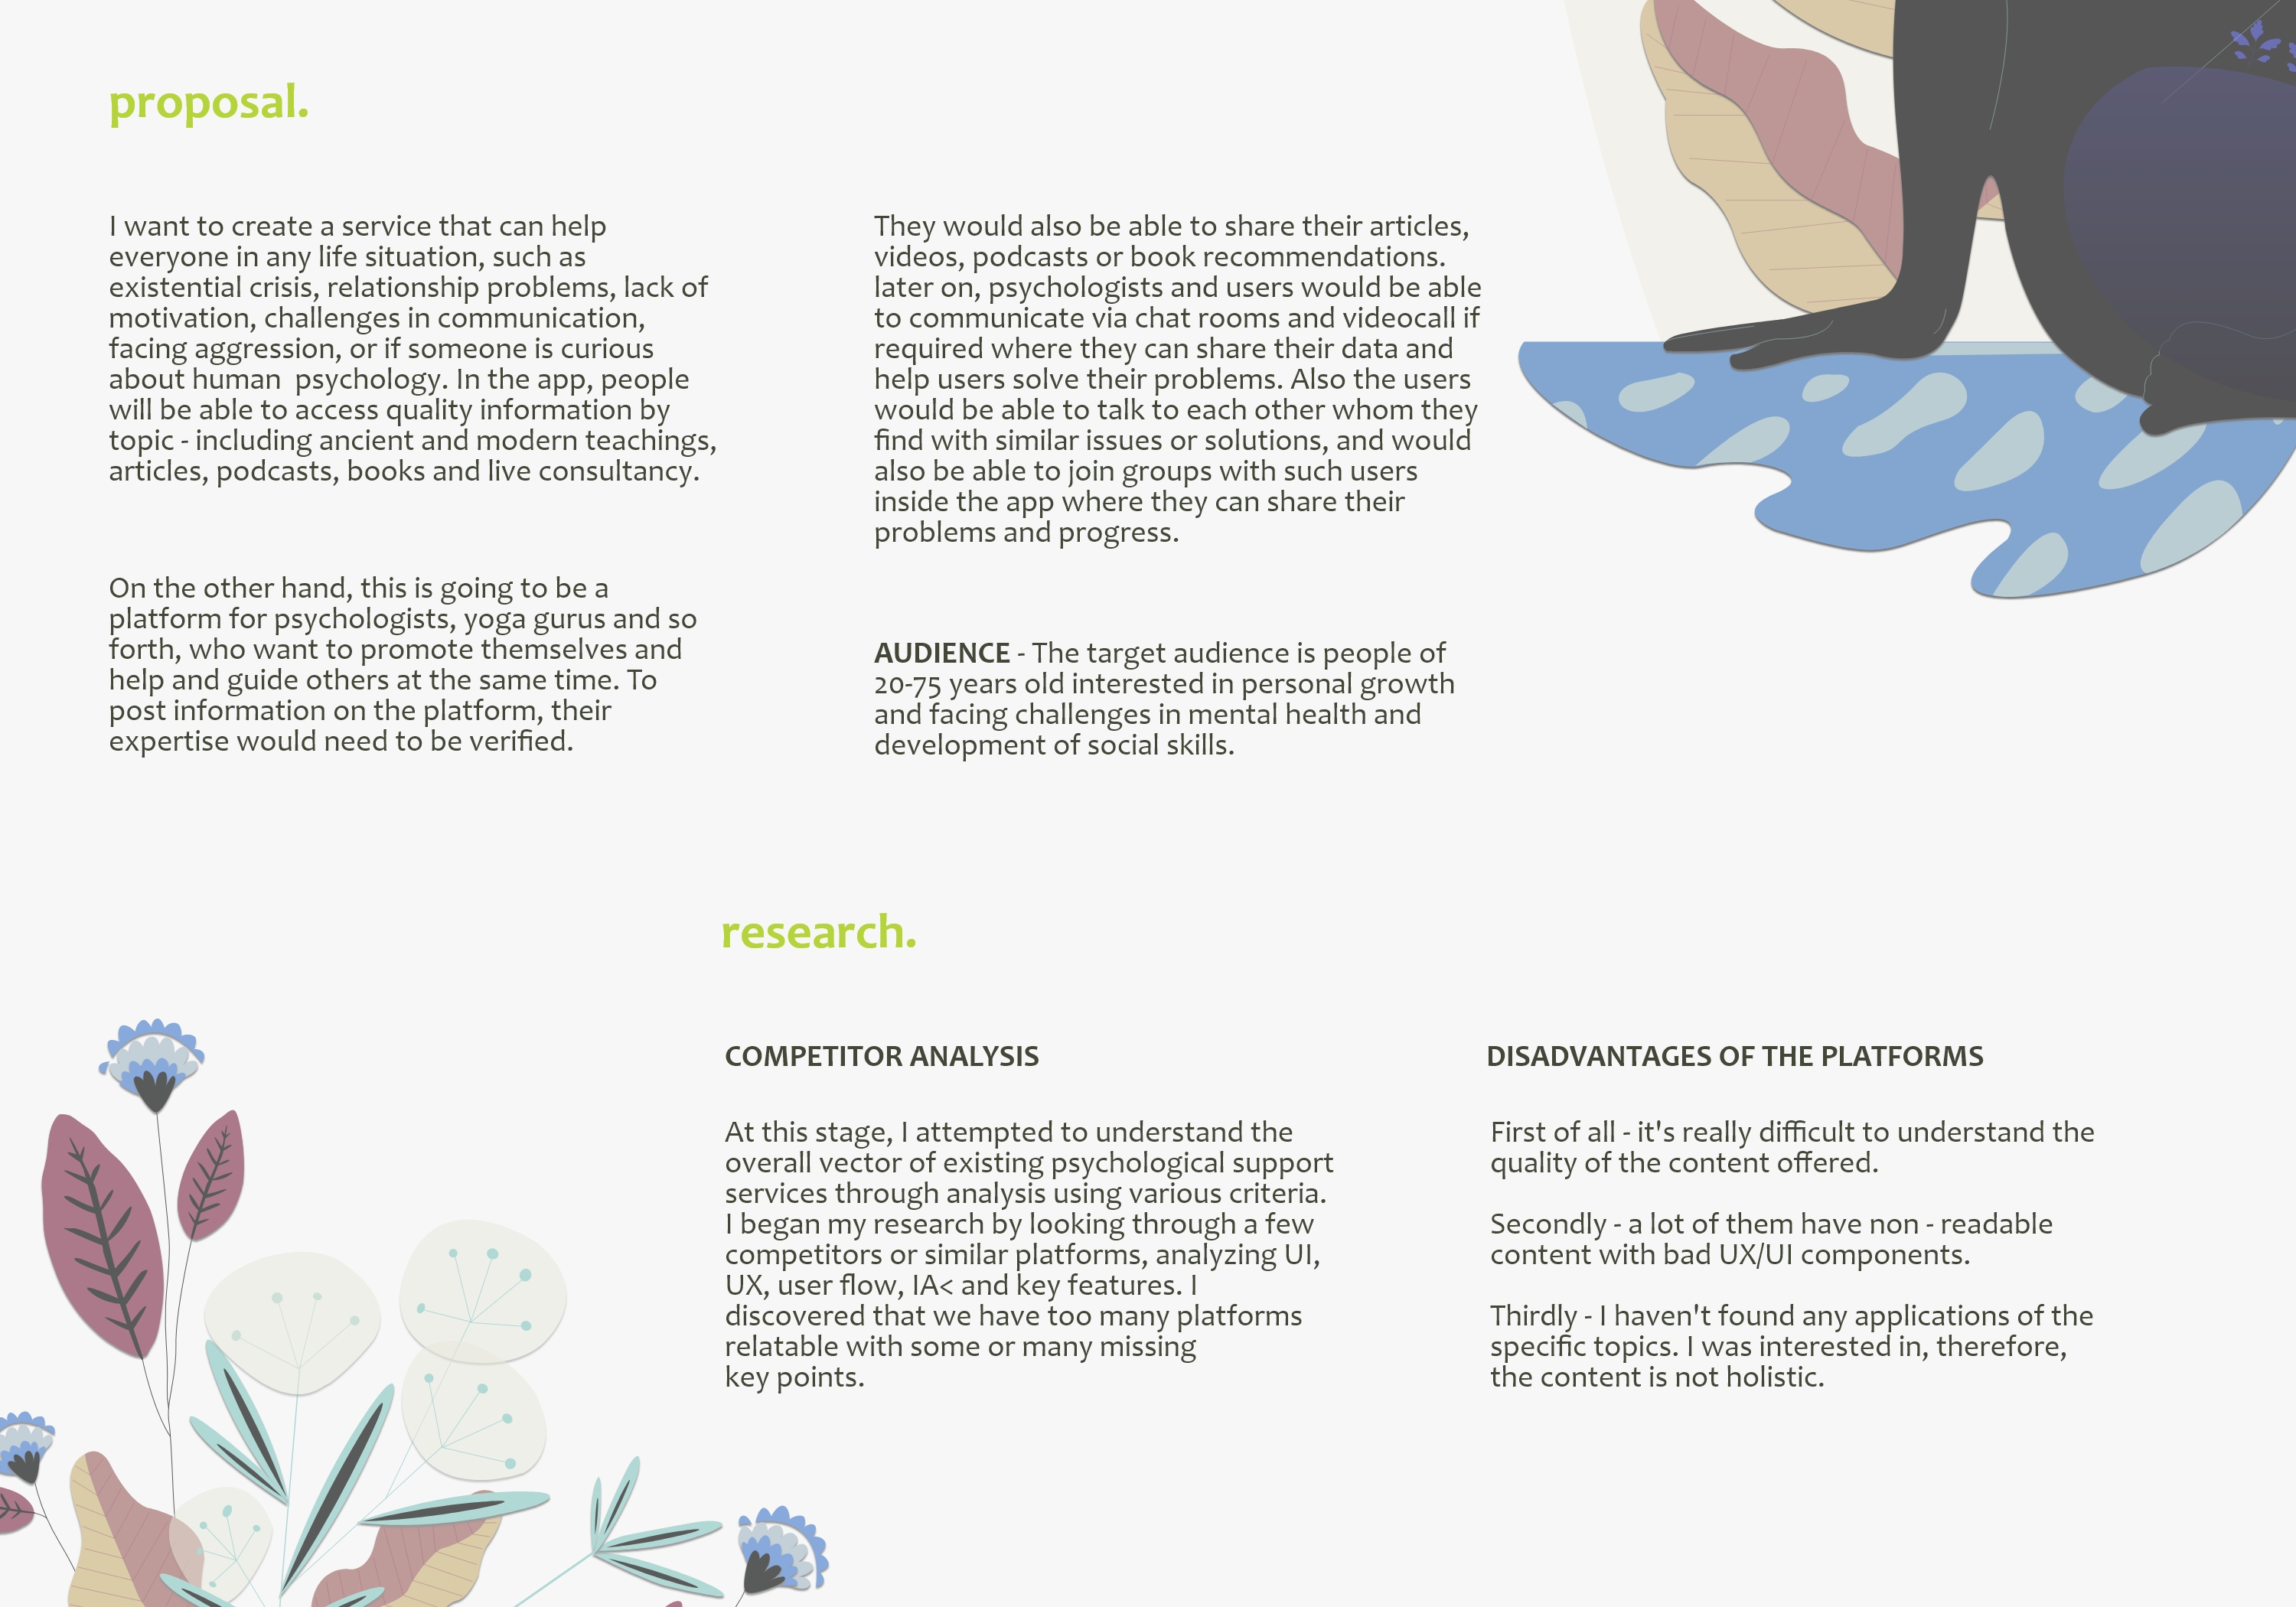 proposal.
I want to create a service that can help
everyone in any life situation, such as
existential crisis, relationship problems, lack of
motivation, challenges in communication,
facing aggression, or if someone is curious
about human  psychology. In the app, people
will be able to access quality information by
topic - including ancient and modern teachings,
articles, podcasts, books and live consultancy.
On the other hand, this is going to be a
platform for psychologists, yoga gurus and so
forth, who want to promote themselves and
help and guide others at the same time. To
post information on the platform, their
expertise would need to be verified.
They would also be able to share their articles,
videos, podcasts or book recommendations.
later on, psychologists and users would be able
to communicate via chat rooms and videocall if
required where they can share their data and
help users solve their problems. Also the users
would be able to talk to each other whom they
find with similar issues or solutions, and would
also be able to join groups with such users
inside the app where they can share their
problems and progress.
AUDIENCE - The target audience is people of
20-75 years old interested in personal growth
and facing challenges in mental health and
development of social skills.
research.
COMPETITOR ANALYSIS
At this stage, I attempted to understand the
overall vector of existing psychological support
services through analysis using various criteria.
I began my research by looking through a few
competitors or similar platforms, analyzing UI,
UX, user flow, IA< and key features. I
discovered that we have too many platforms
relatable with some or many missing
key points.
DISADVANTAGES OF THE PLATFORMS
First of all - it's really difficult to understand the
quality of the content offered.
Secondly - a lot of them have non - readable
content with bad UX/UI components.
Thirdly - I haven't found any applications of the
specific topics. I was interested in, therefore,
the content is not holistic.